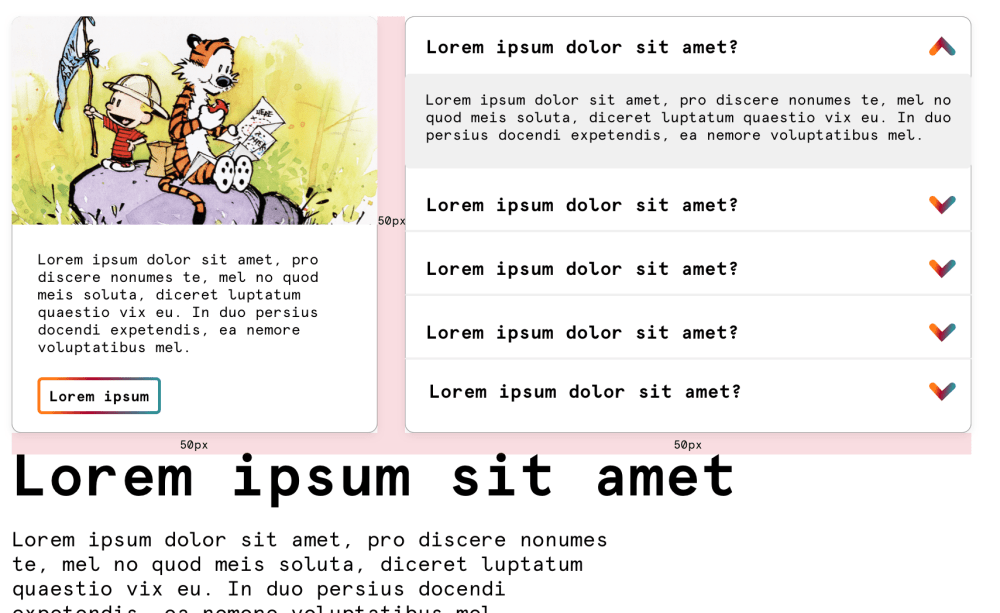 Lorem ipsum dolor sit amet, pro
discere nonumes te, mel no quod
meis soluta, diceret luptatum
quaestio vix eu. In duo persius
docendi expetendis, ea nemore
voluptatibus mel.
Lorem ipsum
50px
Lorem ipsum dolor sit amet?
Lorem ipsum dolor sit amet, pro discere nonumes te, mel no
quod meis soluta, diceret luptatum quaestio vix eu. In duo
persius docendi expetendis, ea nemore voluptatibus mel.
Lorem ipsum dolor sit amet?
Lorem ipsum dolor sit amet?
Lorem ipsum dolor sit amet?
Lorem ipsum dolor sit amet?
50px
50px
Lorem ipsum sit amet
Lorem ipsum dolor sit amet, pro discere nonumes
te, mel no quod meis soluta, diceret luptatum
quaestio vix eu. In duo persius docendi
expetendis, ea nemore voluptatibus mel.